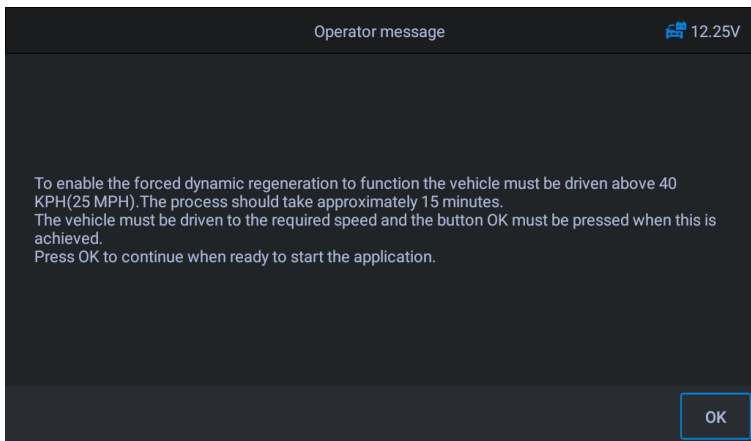 Operator message
12.25V
To enable the forced dynamic regeneration to function the vehicle must be driven above 40
KPH(25 MPH).The process should take approximately 15 minutes.
The vehicle must be driven to the required speed and the button OK must be pressed when this is
achieved.
Press OK to continue when ready to start the application.
OK